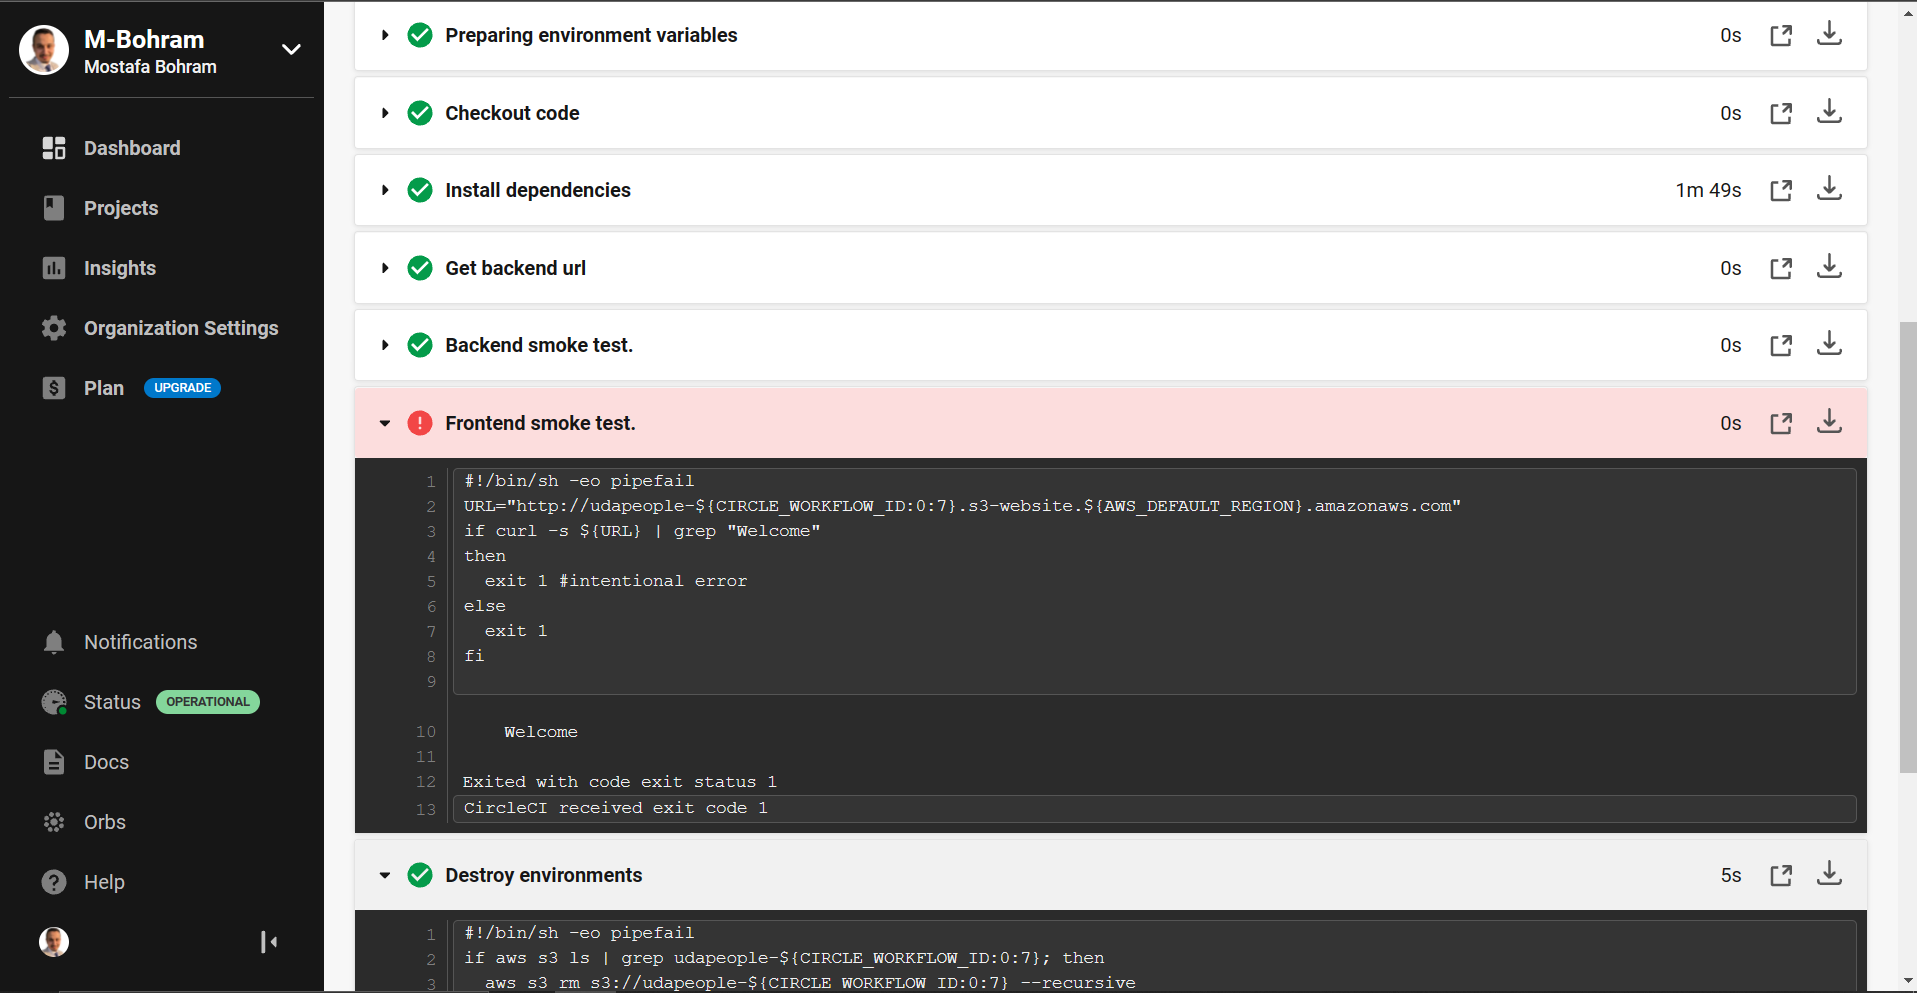 M-Bohram
Mostafa Bohram
Dashboard
Projects
Insights
Organization Settings
Plan UPGRADE
Notifications
Status OPERATIONAL
Docs
Orbs
Help
Preparing environment variables 0s
Checkout code 0s
Install dependencies 1m 49s
Get backend url 0s
Backend smoke test. 0s
Frontend smoke test. 0s
1 #!/bin/sh -eo pipefail
2 URL="http://udapeople-${CIRCLE_WORKFLOW_ID:0:7}.s3-website.${AWS_DEFAULT_REGION}.amazonaws.com"
3 if curl -s ${URL} | grep "Welcome"
4 then
5   exit 1 #intentional error
6 else
7   exit 1
8 fi
9
10     Welcome
11
12 Exited with code exit status 1
13 CircleCI received exit code 1
Destroy environments 5s
1 #!/bin/sh -eo pipefail
2 if aws s3 ls | grep udapeople-${CIRCLE_WORKFLOW_ID:0:7}; then
3   aws s3 rm s3://udapeople-${CIRCLE_WORKFLOW_ID:0:7} --recursive